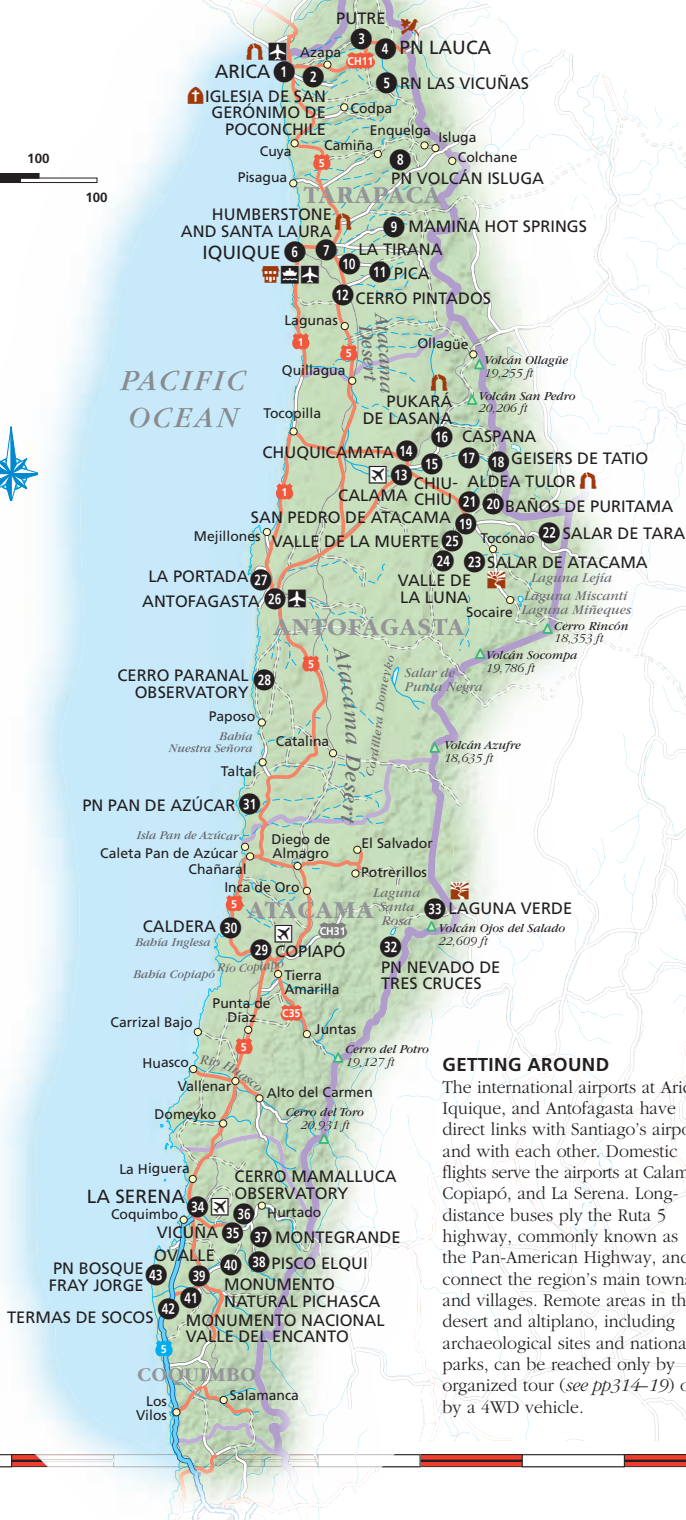 PUTRE
3
4 PN LAUCA
Azapa
CH11
ARICA 1
2
5 RN LAS VICUÑAS
IGLESIA DE SAN
GERÓNIMO DE
POCONCHILE
Codpa
Enquelga
Isluga
Cuya
Camiña
Colchane
100
5
8
PN VOLCÁN ISLUGA
Pisagua
100
TARAPACÁ
HUMBERSTONE
AND SANTA LAURA
9 MAMIÑA HOT SPRINGS
IQUIQUE 6
7
LA TIRANA
10
11 PICA
12 CERRO PINTADOS
Lagunas
Atacama
Desert
1
5
Ollagüe
Volcán Ollagüe
19,255 ft
Quillagua
PACIFIC
OCEAN
Volcán San Pedro
20,206 ft
PUKARÁ
DE LASANA
Tocopilla
16
CASPANA
CHUQUICAMATA 14
15
17
18 GEISERS DE TATIO
13
CALAMA
CHIU-
CHIU
ALDEA TULOR
1
21
20 BAÑOS DE PURITAMA
SAN PEDRO DE ATACAMA
19
Mejillones
VALLE DE LA MUERTE 25
Toconao
22 SALAR DE TARA
24
23 SALAR DE ATACAMA
LA PORTADA 27
VALLE DE
LA LUNA
Laguna Lejía
Laguna Miscanti
Laguna Miñeques
ANTOFAGASTA 26
Socaire
ANTOFAGASTA
Cerro Rincón
18,353 ft
5
Volcán Socompa
19,786 ft
CERRO PARANAL
OBSERVATORY 28
Atacama Desert
Cordillera Domeyko
Salar de
Punta Negra
Paposo
Bahía
Nuestra Señora
Catalina
Volcán Azufre
18,635 ft
Taltal
PN PAN DE AZÚCAR 31
Isla Pan de Azúcar
Diego de
Almagro
El Salvador
Caleta Pan de Azúcar
Chañaral
Potrerillos
Inca de Oro
Laguna
Santa
Rosa
5
ATACAMA
33 LAGUNA VERDE
CALDERA 30
Bahía Inglesa
CH31
Volcán Ojos del Salado
22,609 ft
29 COPIAPÓ
32
PN NEVADO DE
TRES CRUCES
Bahía Copiapó
Río Copiapó
Tierra
Amarilla
Punta de
Díaz
C35
Carrizal Bajo
Juntas
5
Cerro del Potro
19,127 ft
Huasco
Río Huasco
Vallenar
Alto del Carmen
Domeyko
Cerro del Toro
20,931 ft
La Higuera
CERRO MAMALLUCA
OBSERVATORY
LA SERENA 34
36
Hurtado
Coquimbo
VICUÑA 35
37 MONTEGRANDE
OVALLE
PN BOSQUE
FRAY JORGE 43
39
40
38 PISCO ELQUI
MONUMENTO
NATURAL PICHASCA
41
TERMAS DE SOCOS 42
MONUMENTO NACIONAL
VALLE DEL ENCANTO
5
COQUIMBO
Salamanca
Los
Vilos
GETTING AROUND
The international airports at Aric
Iquique, and Antofagasta have
direct links with Santiago's airpo
and with each other. Domestic
flights serve the airports at Calam
Copiapó, and La Serena. Long-
distance buses ply the Ruta 5
highway, commonly known as
the Pan-American Highway, and
connect the region's main town
and villages. Remote areas in th
desert and altiplano, including
archaeological sites and nationa
parks, can be reached only by
organized tour (see pp314–19) o
by a 4WD vehicle.